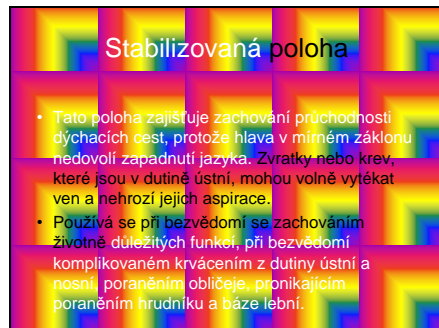 Stabilizovaná poloha
• Tato poloha zajišťuje zachování průchodnosti
dýchacích cest, protože hlava v mírném záklonu
nedovolí zapadnutí jazyka. Zvratky nebo krev,
které jsou v dutině ústní, mohou volně vytékat
ven a nehrozí jejich aspirace.
• Používá se při bezvědomí se zachováním
životně důležitých funkcí, při bezvědomí
komplikovaném krvácením z dutiny ústní a
nosní, poraněním obličeje, pronikajícím
poraněním hrudníku a báze lební.